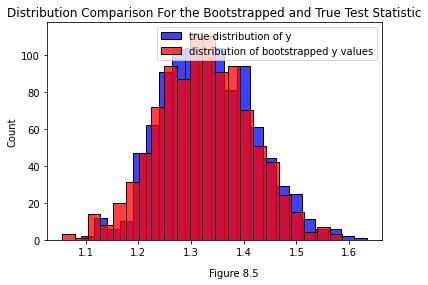 Distribution Comparison For the Bootstrapped and True Test Statistic
true distribution of y
distribution of bootstrapped y values
100
80
60
40
20
0
Count
1.1 1.2 1.3 1.4 1.5 1.6
Figure 8.5